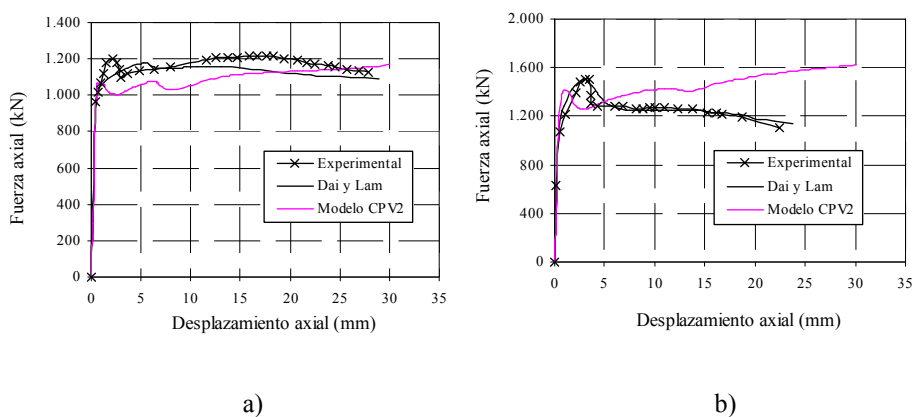 1.400
1.200
1.000
800
600
400
200
0
Fuerza axial (kN)
Experimental
Dai y Lam
Modelo CPV2
0 5 10 15 20 25 30 35
Desplazamiento axial (mm)
a)
2.000
1.600
1.200
800
400
0
Fuerza axial (kN)
Experimental
Dai y Lam
Modelo CPV2
0 5 10 15 20 25 30 35
Desplazamiento axial (mm)
b)